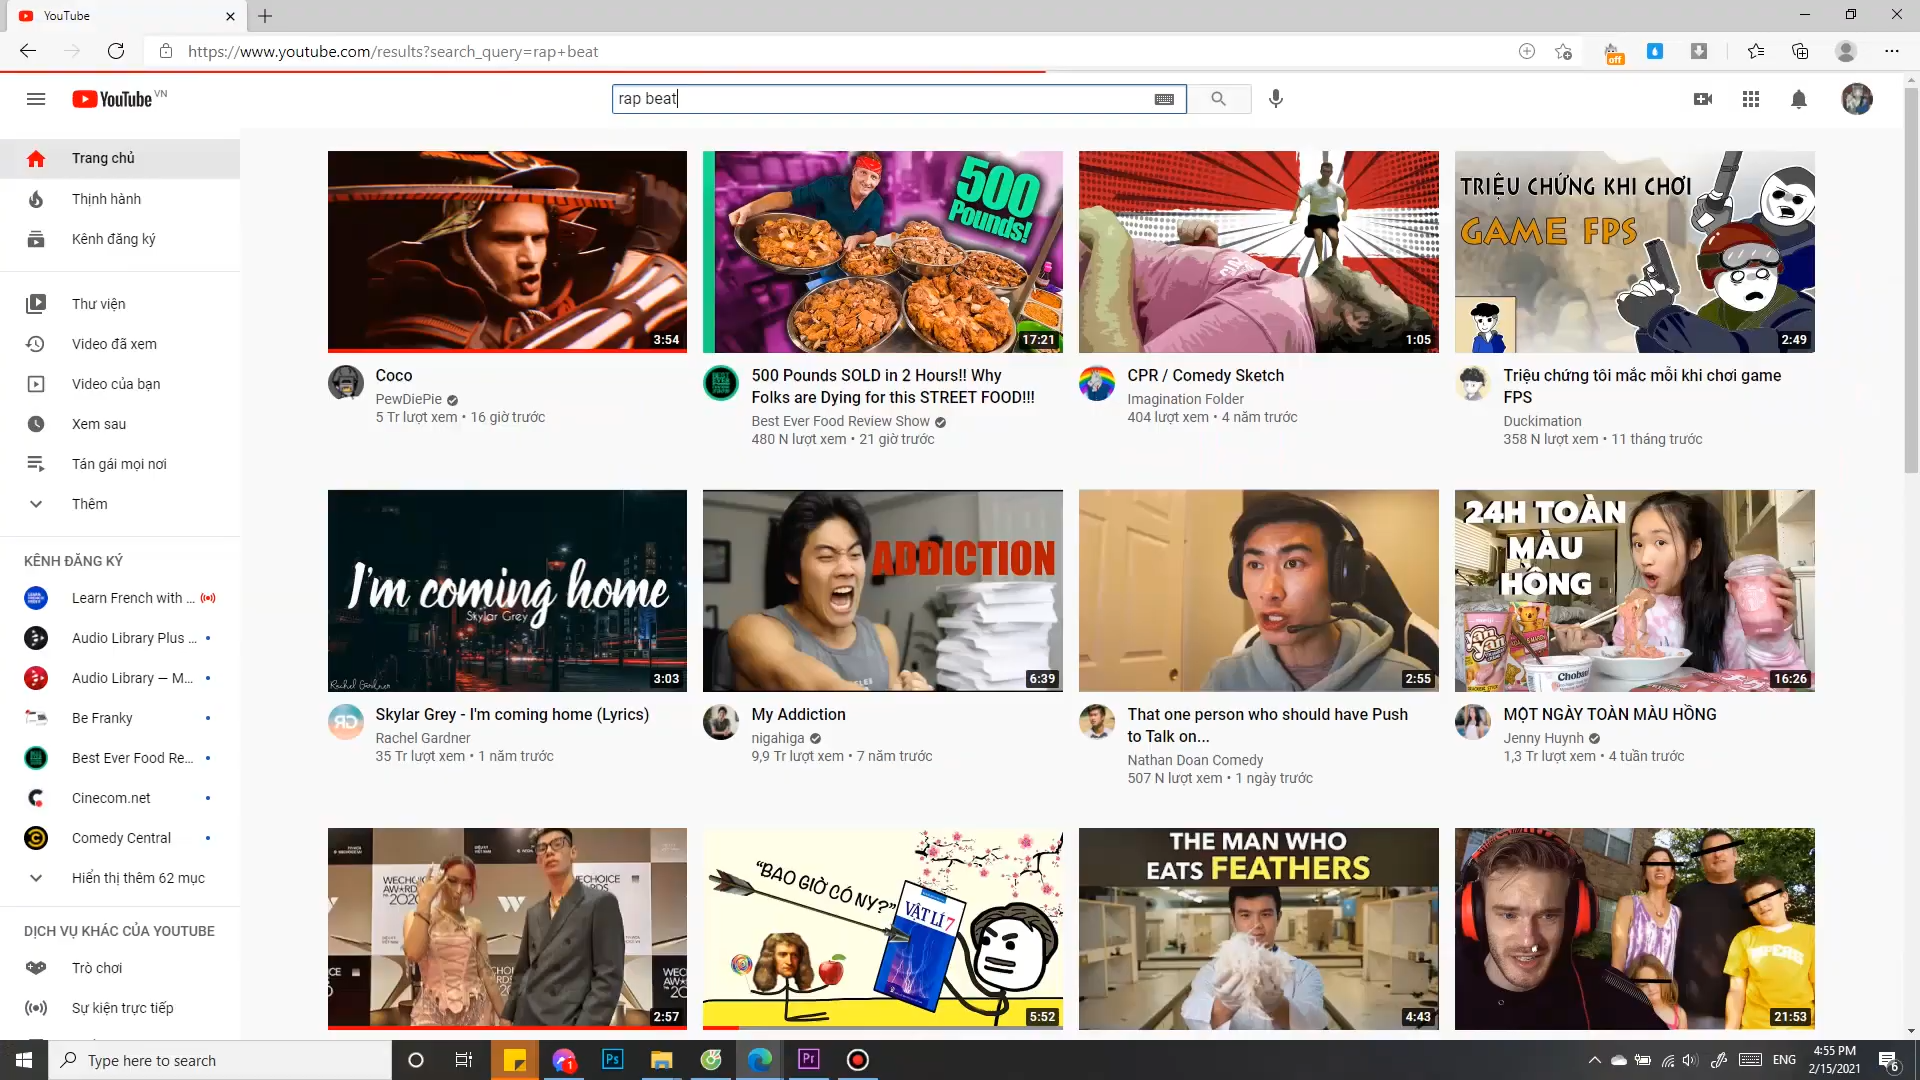 YouTube
https://www.youtube.com/results?search_query=rap+beat
off
YouTube VN
rap beat
Trang chủ
Thịnh hành
Kênh đăng ký
Thư viện
Video đã xem
Video của bạn
Xem sau
Tán gái mọi nơi
Thêm
KÊNH ĐĂNG KÝ
Learn French with ...
Audio Library Plus ...
Audio Library — M...
Be Franky
Best Ever Food Re...
Cinecom.net
Comedy Central
Hiển thị thêm 62 mục
DỊCH VỤ KHÁC CỦA YOUTUBE
Trò chơi
Sự kiện trực tiếp
3:54
Coco
PewDiePie
5 Tr lượt xem • 16 giờ trước
500
Pounds!
17:21
500 Pounds SOLD in 2 Hours!! Why
Folks are Dying for this STREET FOOD!!!
Best Ever Food Review Show
480 N lượt xem • 21 giờ trước
1:05
CPR / Comedy Sketch
Imagination Folder
404 lượt xem • 4 năm trước
TRIỆU CHỨNG KHI CHƠI
GAME FPS
2:49
Triệu chứng tôi mắc mỗi khi chơi game
FPS
Duckimation
358 N lượt xem • 11 tháng trước
I'm coming home
Skylar Grey
Rachel Gardner
3:03
Skylar Grey - I'm coming home (Lyrics)
Rachel Gardner
35 Tr lượt xem • 1 năm trước
ADDICTION
6:39
My Addiction
nigahiga
9,9 Tr lượt xem • 7 năm trước
2:55
That one person who should have Push
to Talk on...
Nathan Doan Comedy
507 N lượt xem • 1 ngày trước
24H TOÀN
MÀU
HỒNG
YAN
YAN
Chobani
16:26
MỘT NGÀY TOÀN MÀU HỒNG
Jenny Huynh
1,3 Tr lượt xem • 4 tuần trước
WECHOICE
AWARDS
2020
2:57
"BAO GIỜ CÓ NY?"
VẬT LÍ 7
5:52
THE MAN WHO
EATS FEATHERS
4:43
21:53
Type here to search
1
Ps
Pr
ENG
4:55 PM
2/15/2021
6